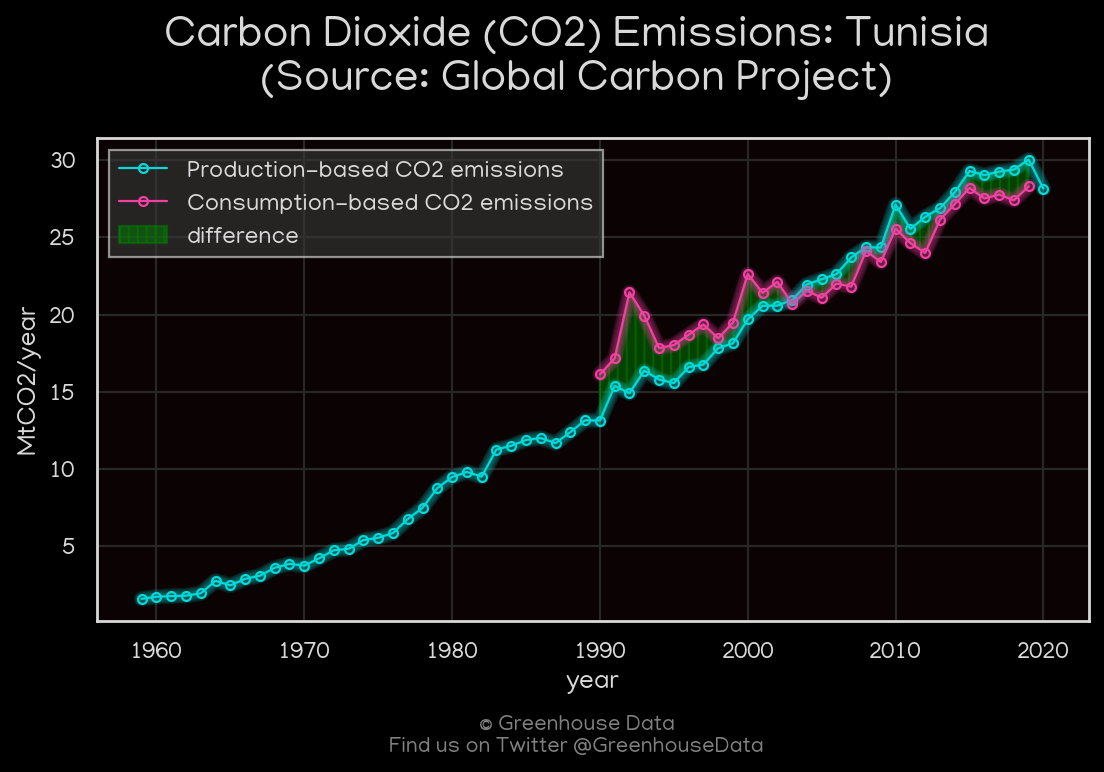 Carbon Dioxide (CO2) Emissions: Tunisia
(Source: Global Carbon Project)
Production-based CO2 emissions
Consumption-based CO2 emissions
difference
MtCO2/year
30
25
20
15
10
5
1960 1970 1980 1990 2000 2010 2020
year
© Greenhouse Data
Find us on Twitter @GreenhouseData